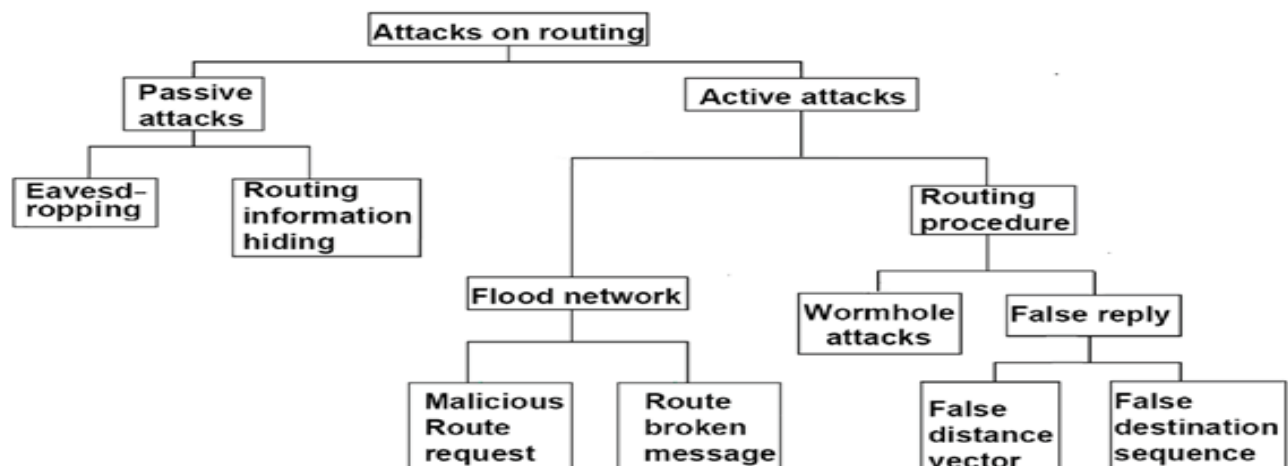 Attacks on routing
Passive
attacks
Active attacks
Eavesd-
ropping
Routing
information
hiding
Routing
procedure
Flood network
Wormhole
attacks
False reply
Malicious
Route
request
Route
broken
message
False
distance
vector
False
destination
sequence